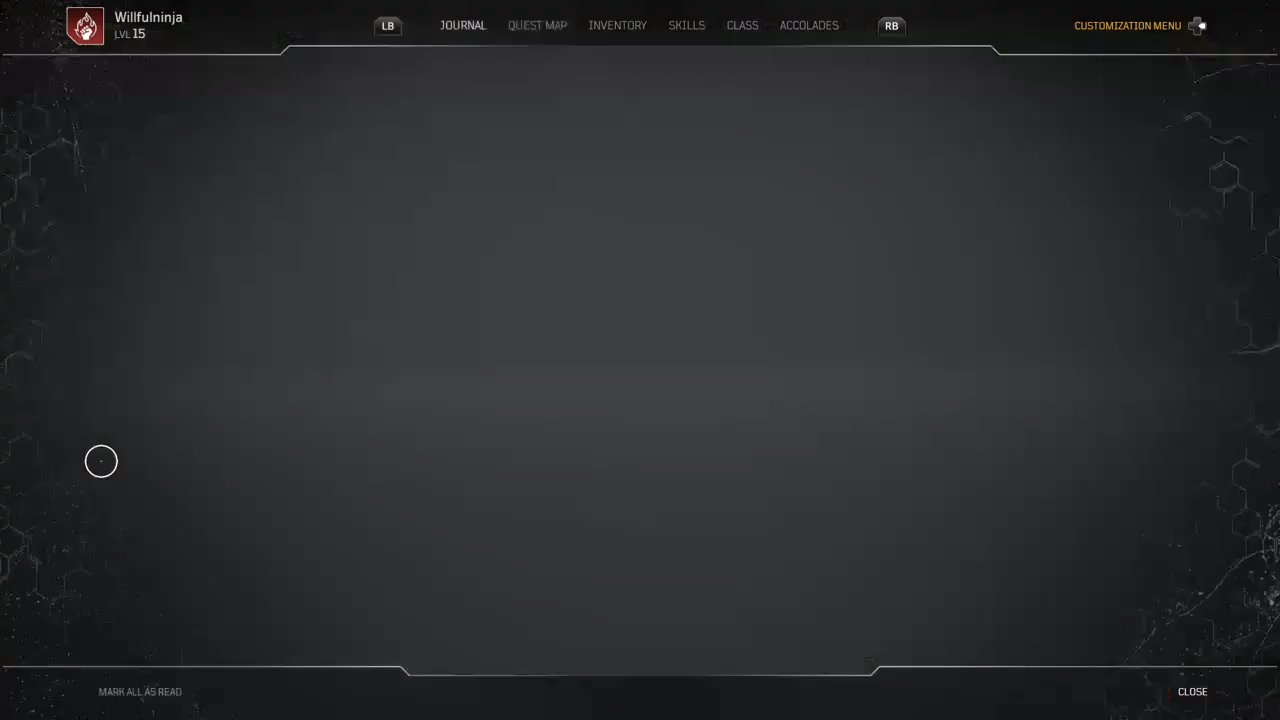 Willfulninja
LVL 15
LB JOURNAL QUEST MAP INVENTORY SKILLS CLASS ACCOLADES RB
CUSTOMIZATION MENU
MARK ALL AS READ
CLOSE